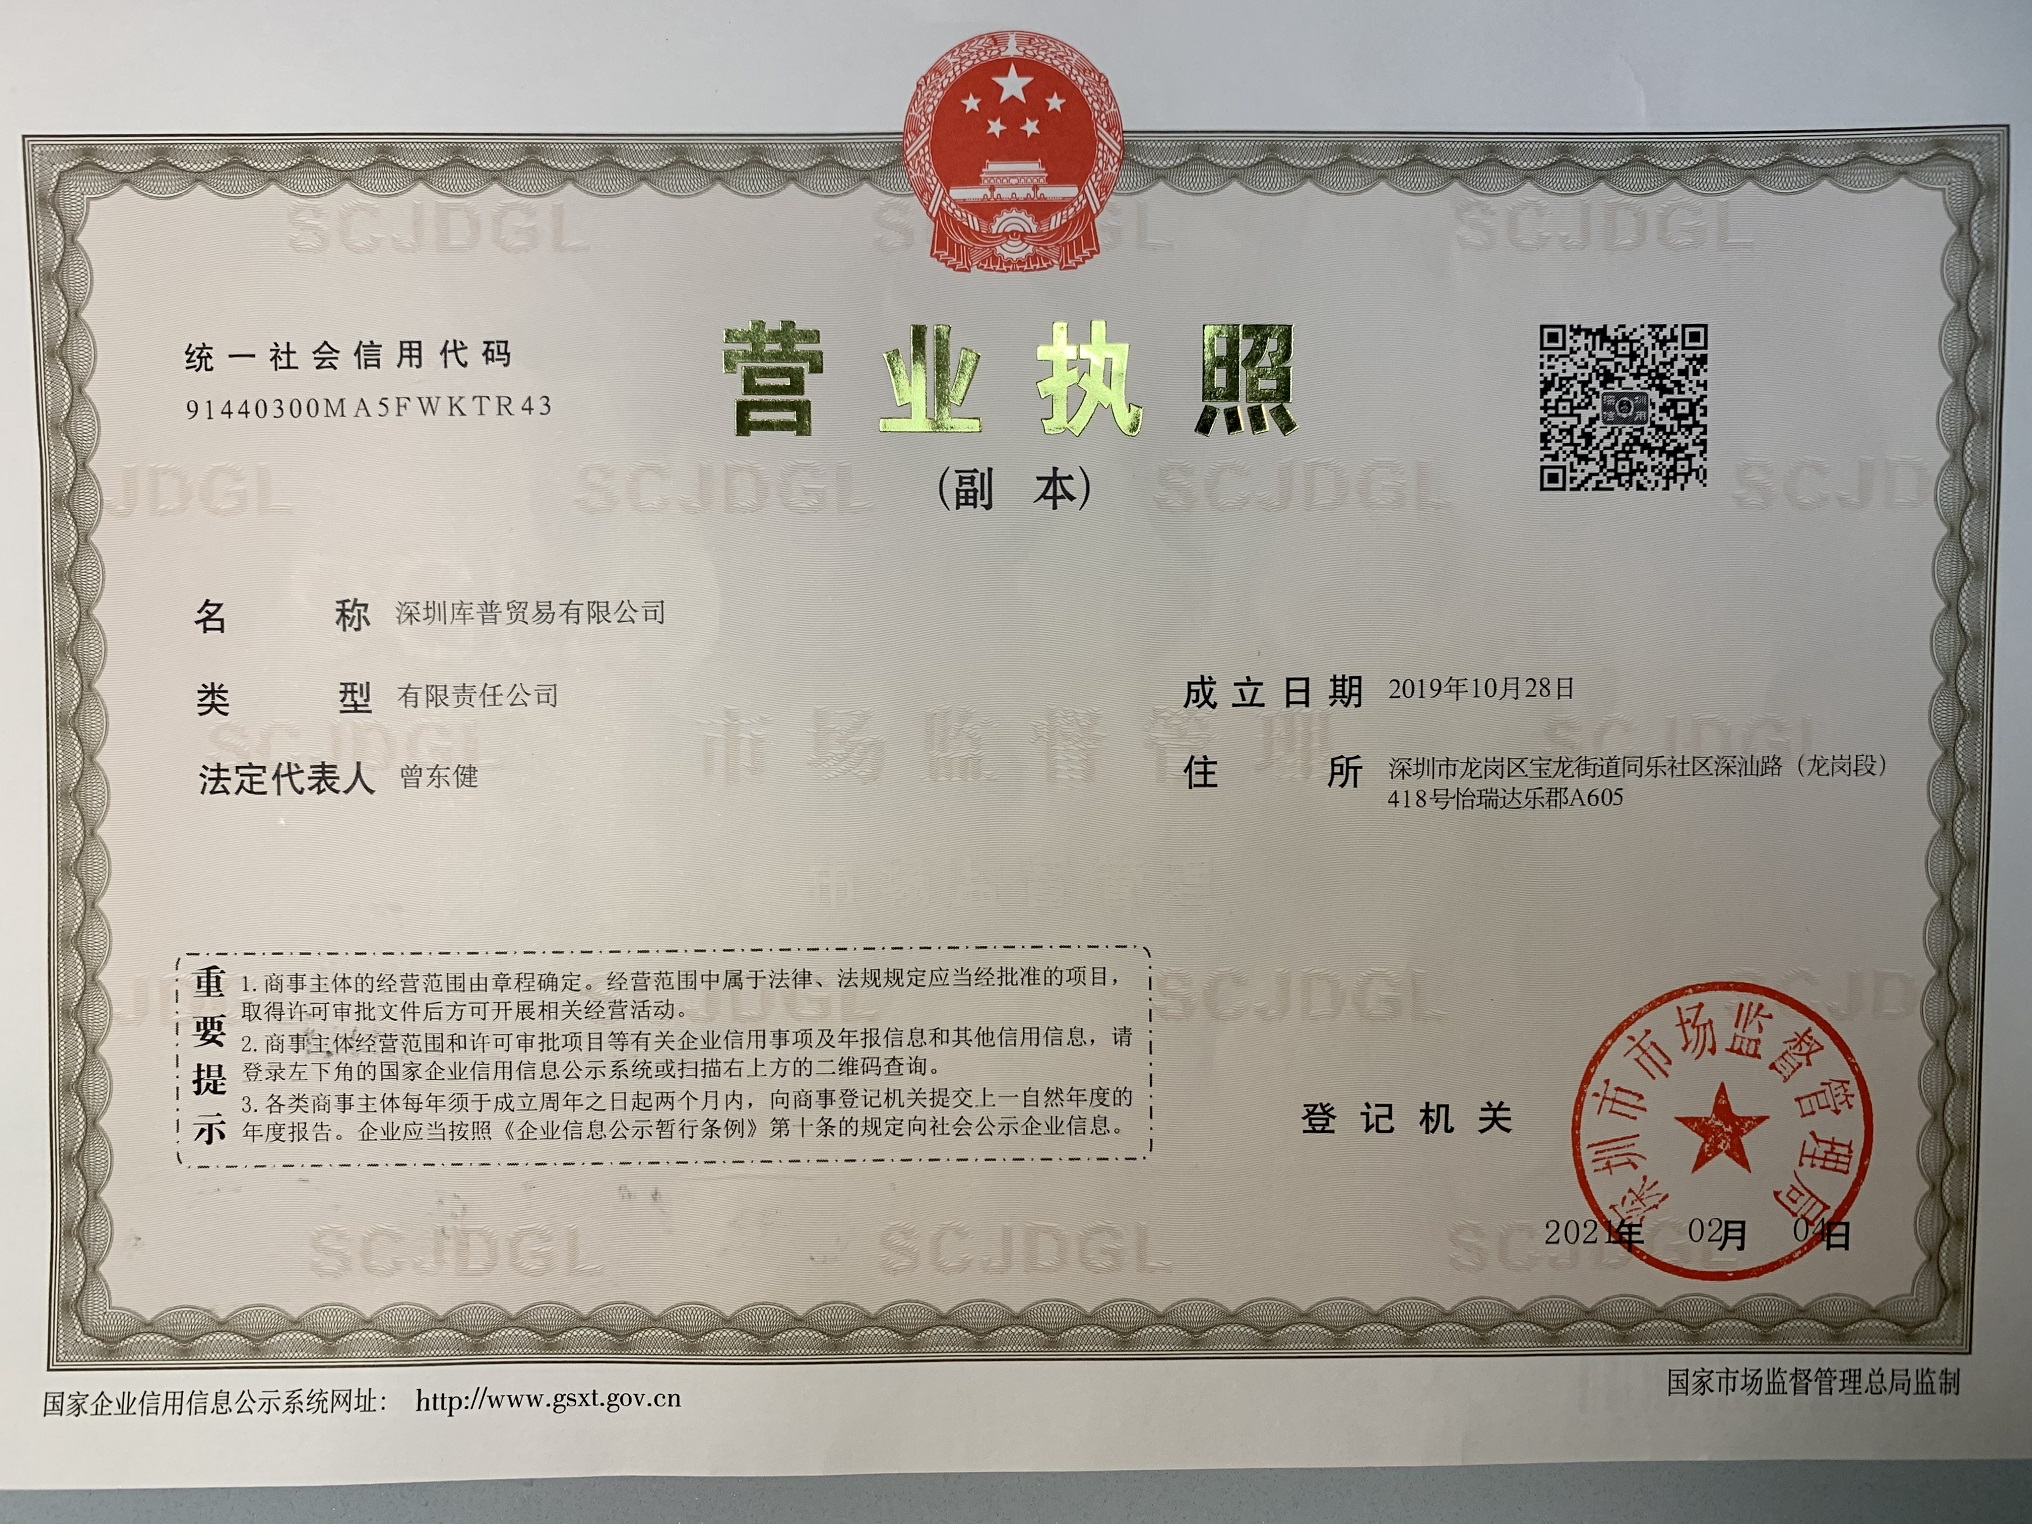 统一社会信用代码
91440300MA5FWKTR43
营业执照
(副 本)
名 称 深圳库普贸易有限公司
类 型 有限责任公司
法定代表人 曾东健
成立日期 2019年10月28日
住 所 深圳市龙岗区宝龙街道同乐社区深汕路（龙岗段）
418号怡瑞达乐郡A605
重要提示
1. 商事主体的经营范围由章程确定。经营范围中属于法律、法规规定应当经批准的项目，
取得许可审批文件后方可开展相关经营活动。
2. 商事主体经营范围和许可审批项目等有关企业信用事项及年报信息和其他信用信息，请
登录左下角的国家企业信用信息公示系统或扫描右上方的二维码查询。
3. 各类商事主体每年须于成立周年之日起两个月内，向商事登记机关提交上一自然年度的
年度报告。企业应当按照《企业信息公示暂行条例》第十条的规定向社会公示企业信息。
登记机关
深圳市市场监督管理局
2021年 02月 04日
国家企业信用信息公示系统网址： http://www.gsxt.gov.cn
国家市场监督管理总局监制
SCJDGL
市场监督管理